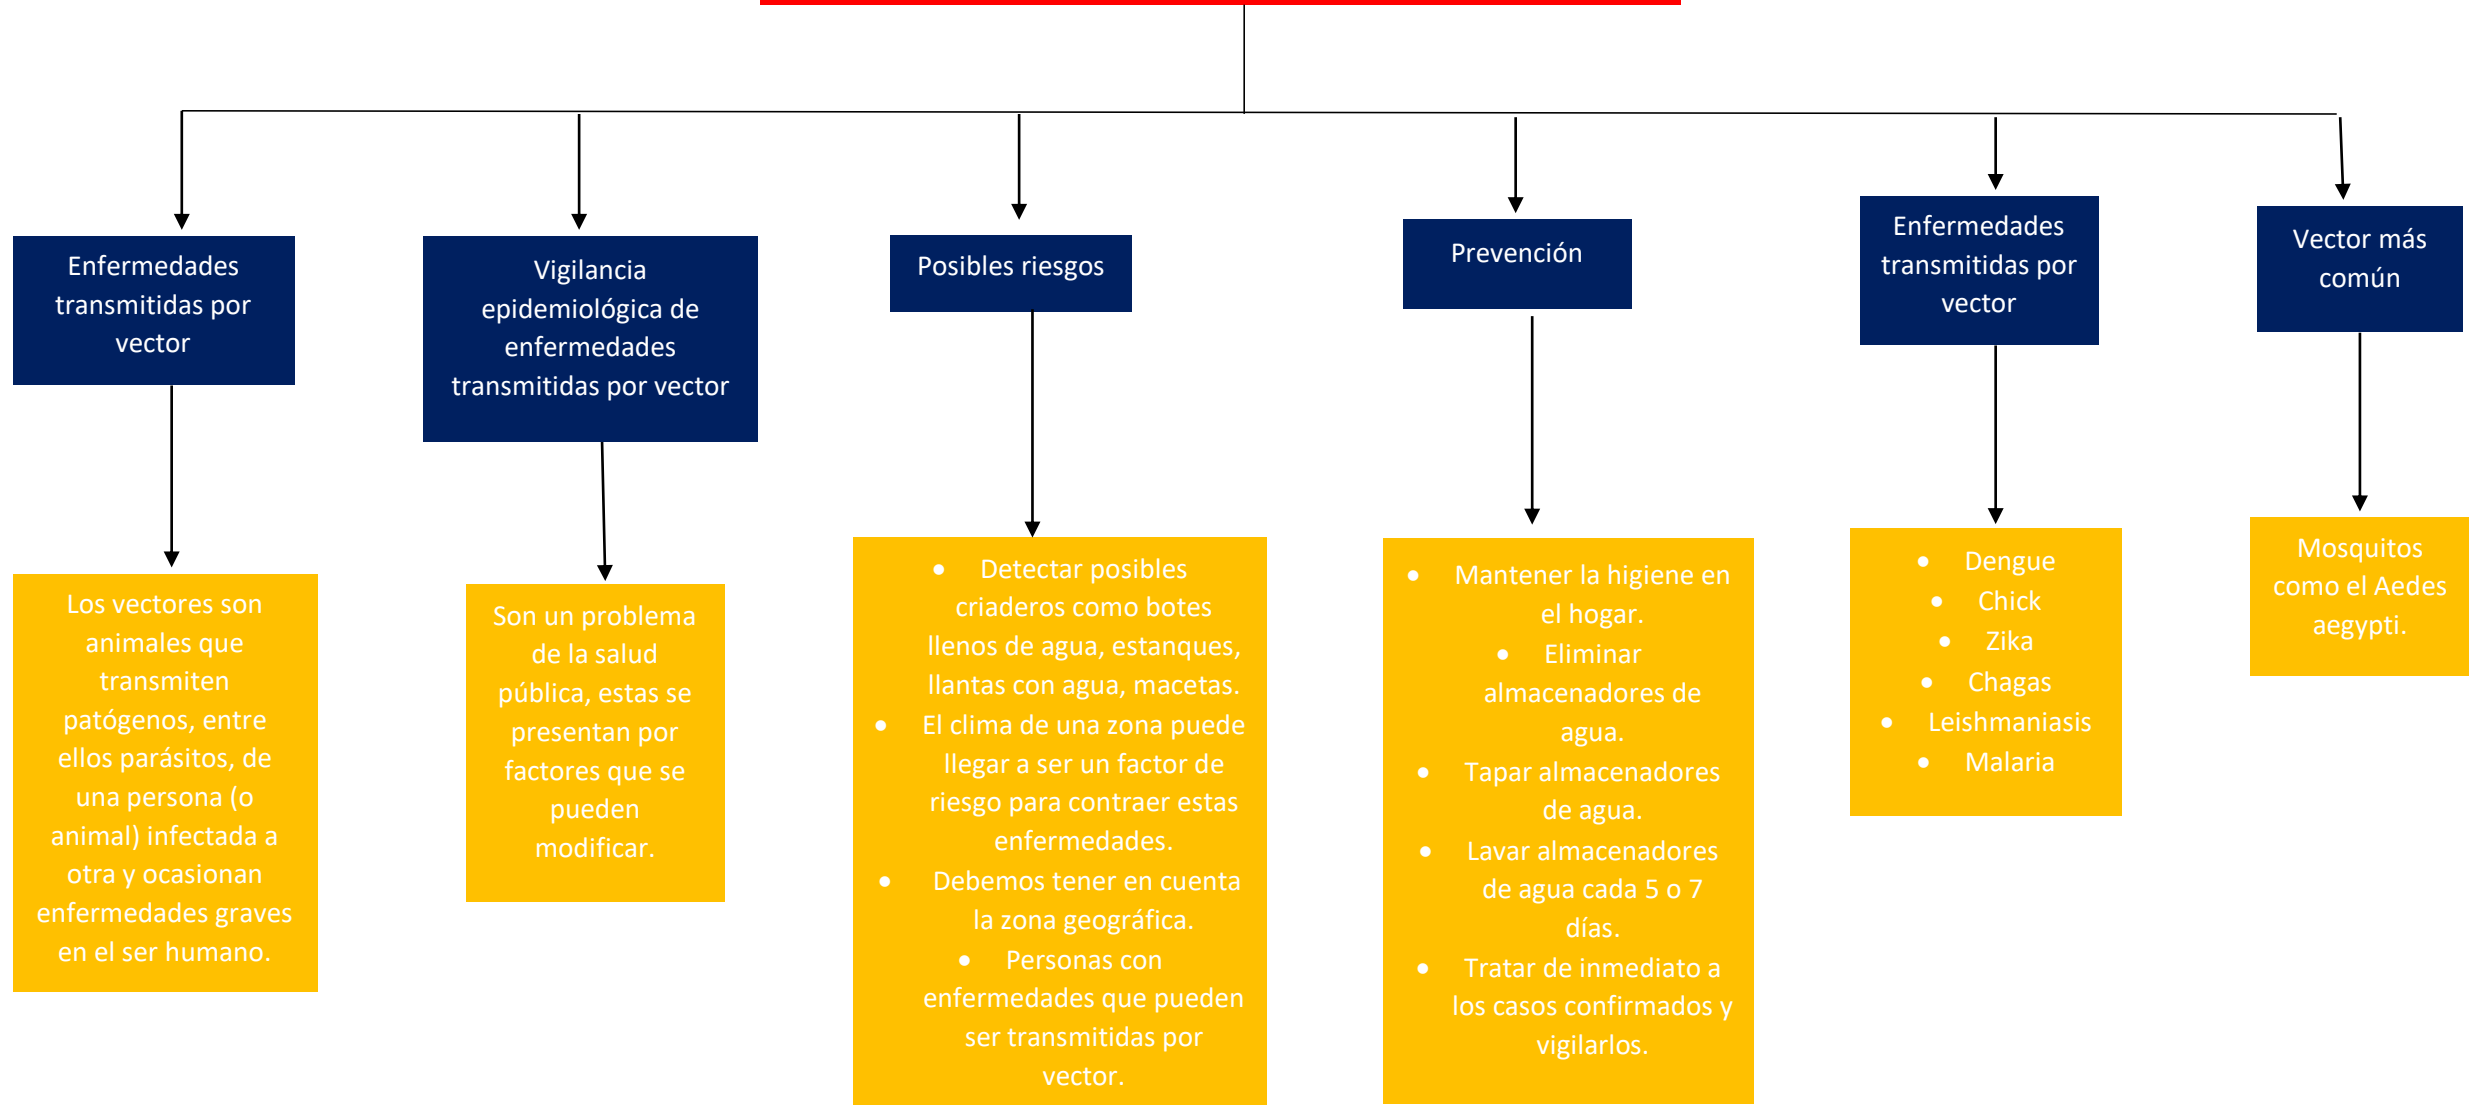 Enfermedades
transmitidas por
vector
Vigilancia
epidemiológica de
enfermedades
transmitidas por vector
Posibles riesgos
Prevención
Enfermedades
transmitidas por
vector
Vector más
común
Los vectores son
animales que
transmiten
patógenos, entre
ellos parásitos, de
una persona (o
animal) infectada a
otra y ocasionan
enfermedades graves
en el ser humano.
Son un problema
de la salud
pública, estas se
presentan por
factores que se
pueden
modificar.
• Detectar posibles
criaderos como botes
llenos de agua, estanques,
llantas con agua, macetas.
• El clima de una zona puede
llegar a ser un factor de
riesgo para contraer estas
enfermedades.
• Debemos tener en cuenta
la zona geográfica.
• Personas con
enfermedades que pueden
ser transmitidas por
vector.
• Mantener la higiene en
el hogar.
• Eliminar
almacenadores de
agua.
• Tapar almacenadores
de agua.
• Lavar almacenadores
de agua cada 5 o 7
días.
• Tratar de inmediato a
los casos confirmados y
vigilarlos.
• Dengue
• Chick
• Zika
• Chagas
• Leishmaniasis
• Malaria
Mosquitos
como el Aedes
aegypti.